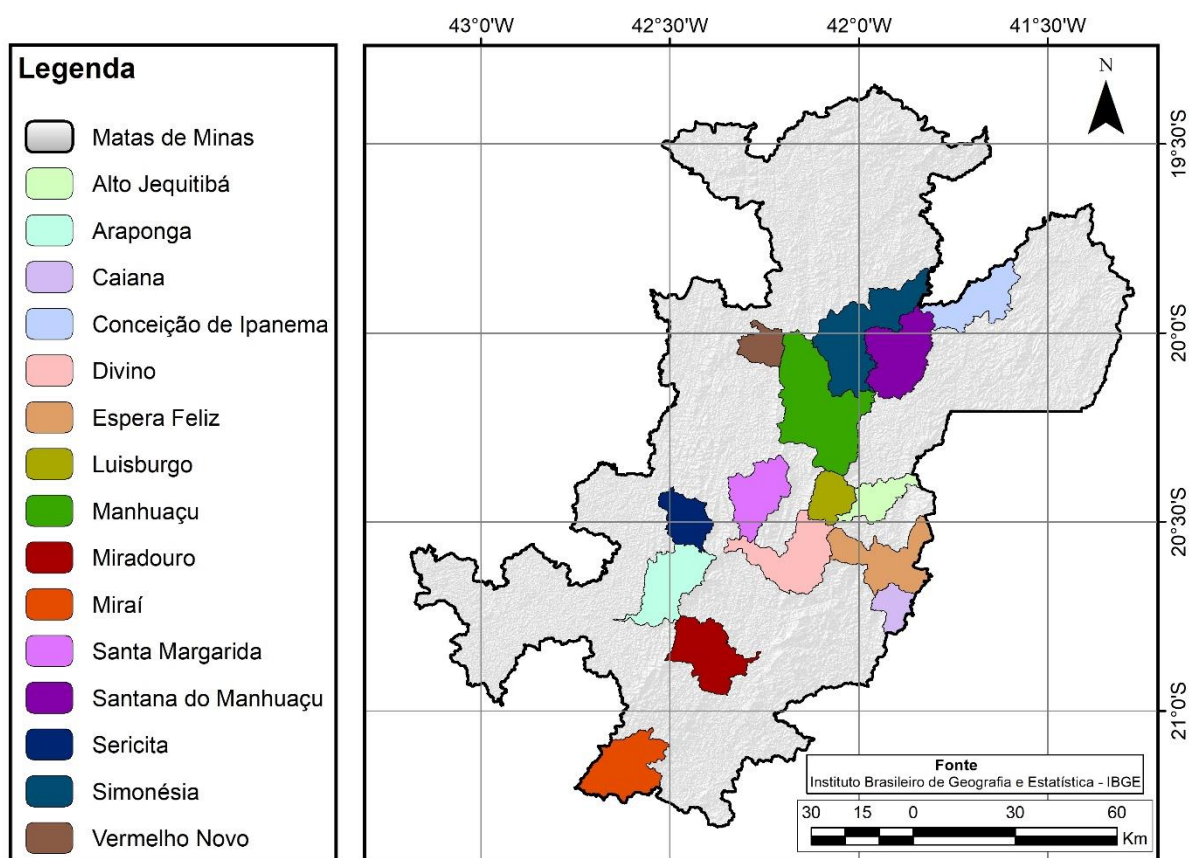 43°0'W 42°30'W 42°0'W 41°30'W
Legenda
Matas de Minas
Alto Jequitibá
Araponga
Caiana
Conceição de Ipanema
Divino
Espera Feliz
Luisburgo
Manhuaçu
Miradouro
Miraí
Santa Margarida
Santana do Manhuaçu
Sericita
Simonésia
Vermelho Novo
N
19°30'S
20°0'S
20°30'S
21°0'S
Fonte
Instituto Brasileiro de Geografia e Estatística - IBGE
30 15 0 30 60
Km